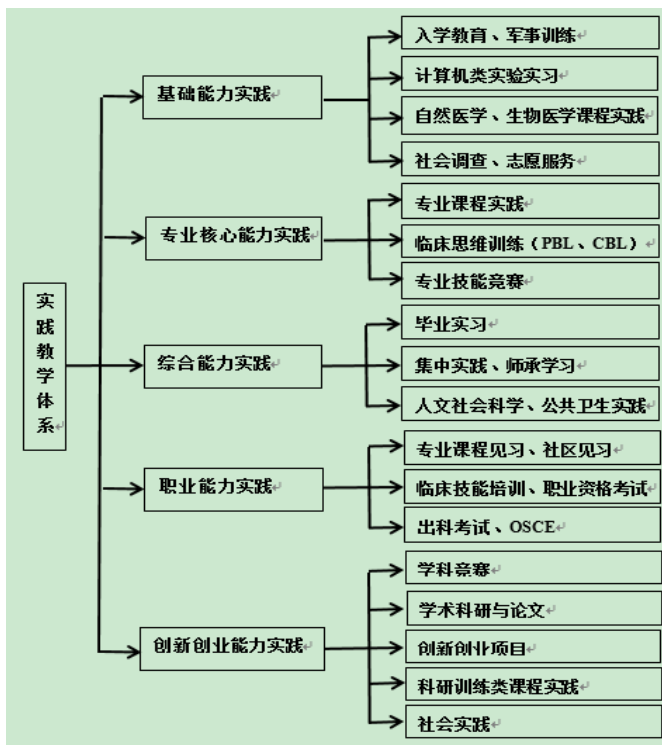 实践教学体系
基础能力实践
入学教育、军事训练
计算机类实验实习
自然医学、生物医学课程实践
社会调查、志愿服务
专业核心能力实践
专业课程实践
临床思维训练（PBL、CBL）
专业技能竞赛
综合能力实践
毕业实习
集中实践、师承学习
人文社会科学、公共卫生实践
职业能力实践
专业课程见习、社区见习
临床技能培训、职业资格考试
出科考试、OSCE
创新创业能力实践
学科竞赛
学术科研与论文
创新创业项目
科研训练类课程实践
社会实践